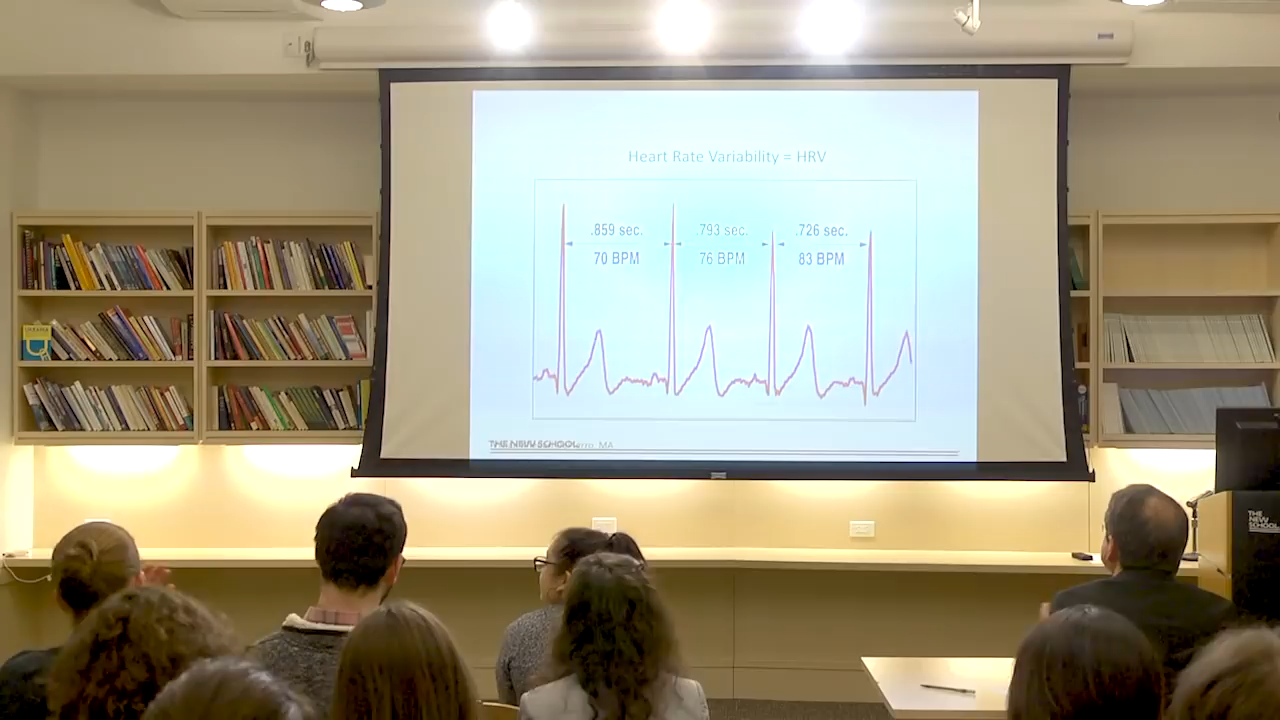 Heart Rate Variability = HRV
.859 sec.
.793 sec.
.726 sec.
70 BPM
76 BPM
83 BPM
THE NEW SCHOOL
MA
THE
NEW
SCHOOL